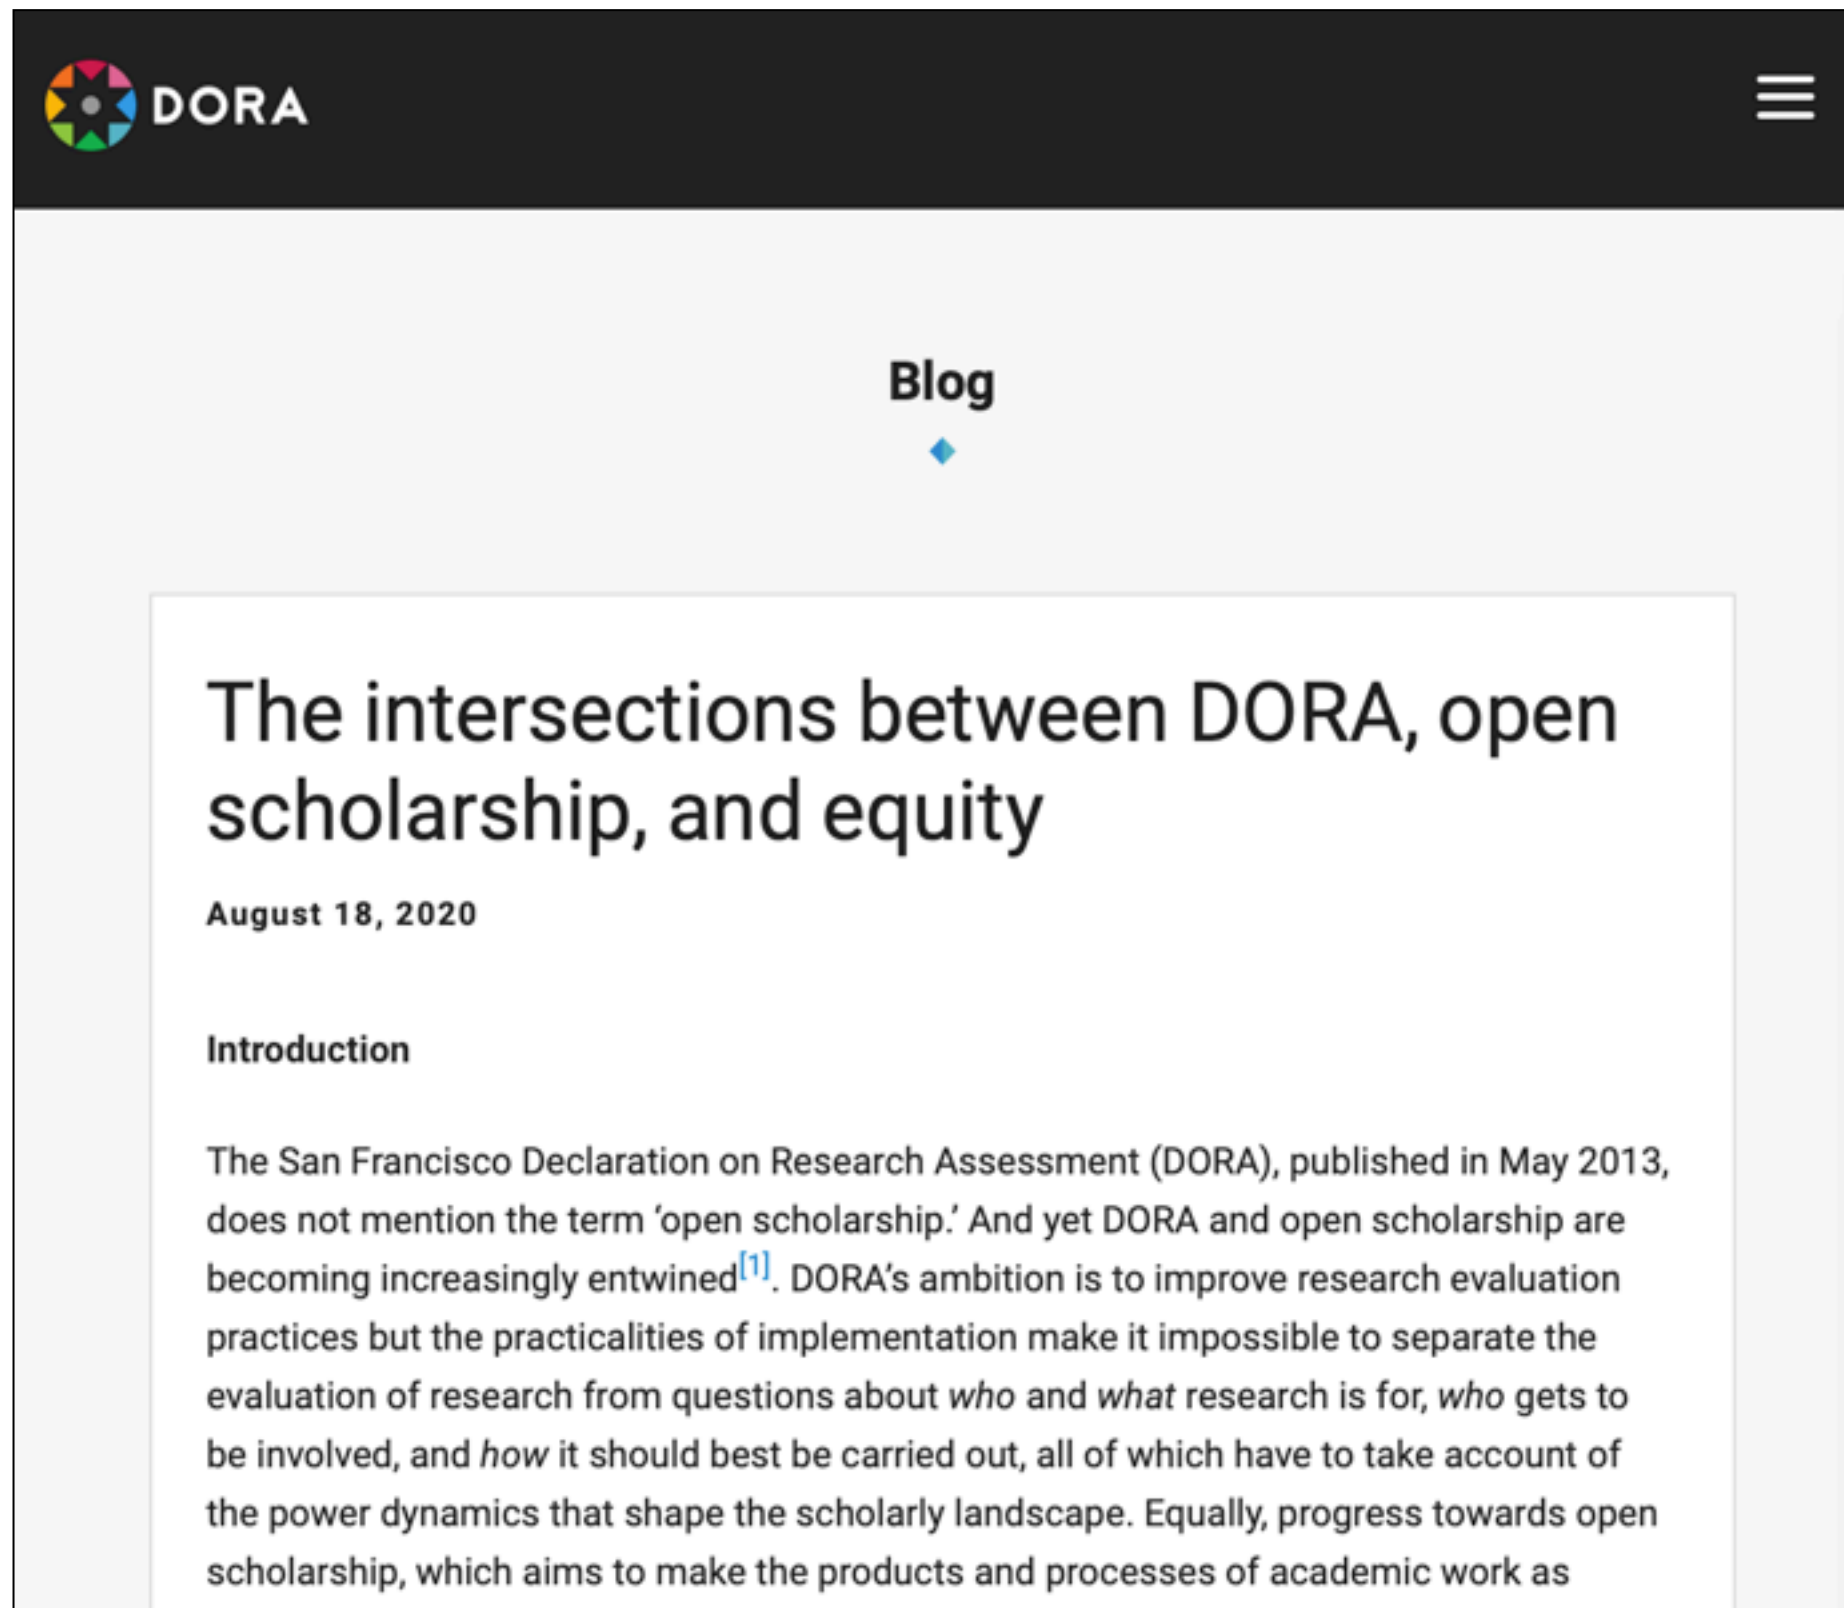 DORA
Blog
The intersections between DORA, open
scholarship, and equity
August 18, 2020
Introduction
The San Francisco Declaration on Research Assessment (DORA), published in May 2013,
does not mention the term ‘open scholarship.’ And yet DORA and open scholarship are
becoming increasingly entwined[1]. DORA’s ambition is to improve research evaluation
practices but the practicalities of implementation make it impossible to separate the
evaluation of research from questions about who and what research is for, who gets to
be involved, and how it should best be carried out, all of which have to take account of
the power dynamics that shape the scholarly landscape. Equally, progress towards open
scholarship, which aims to make the products and processes of academic work as